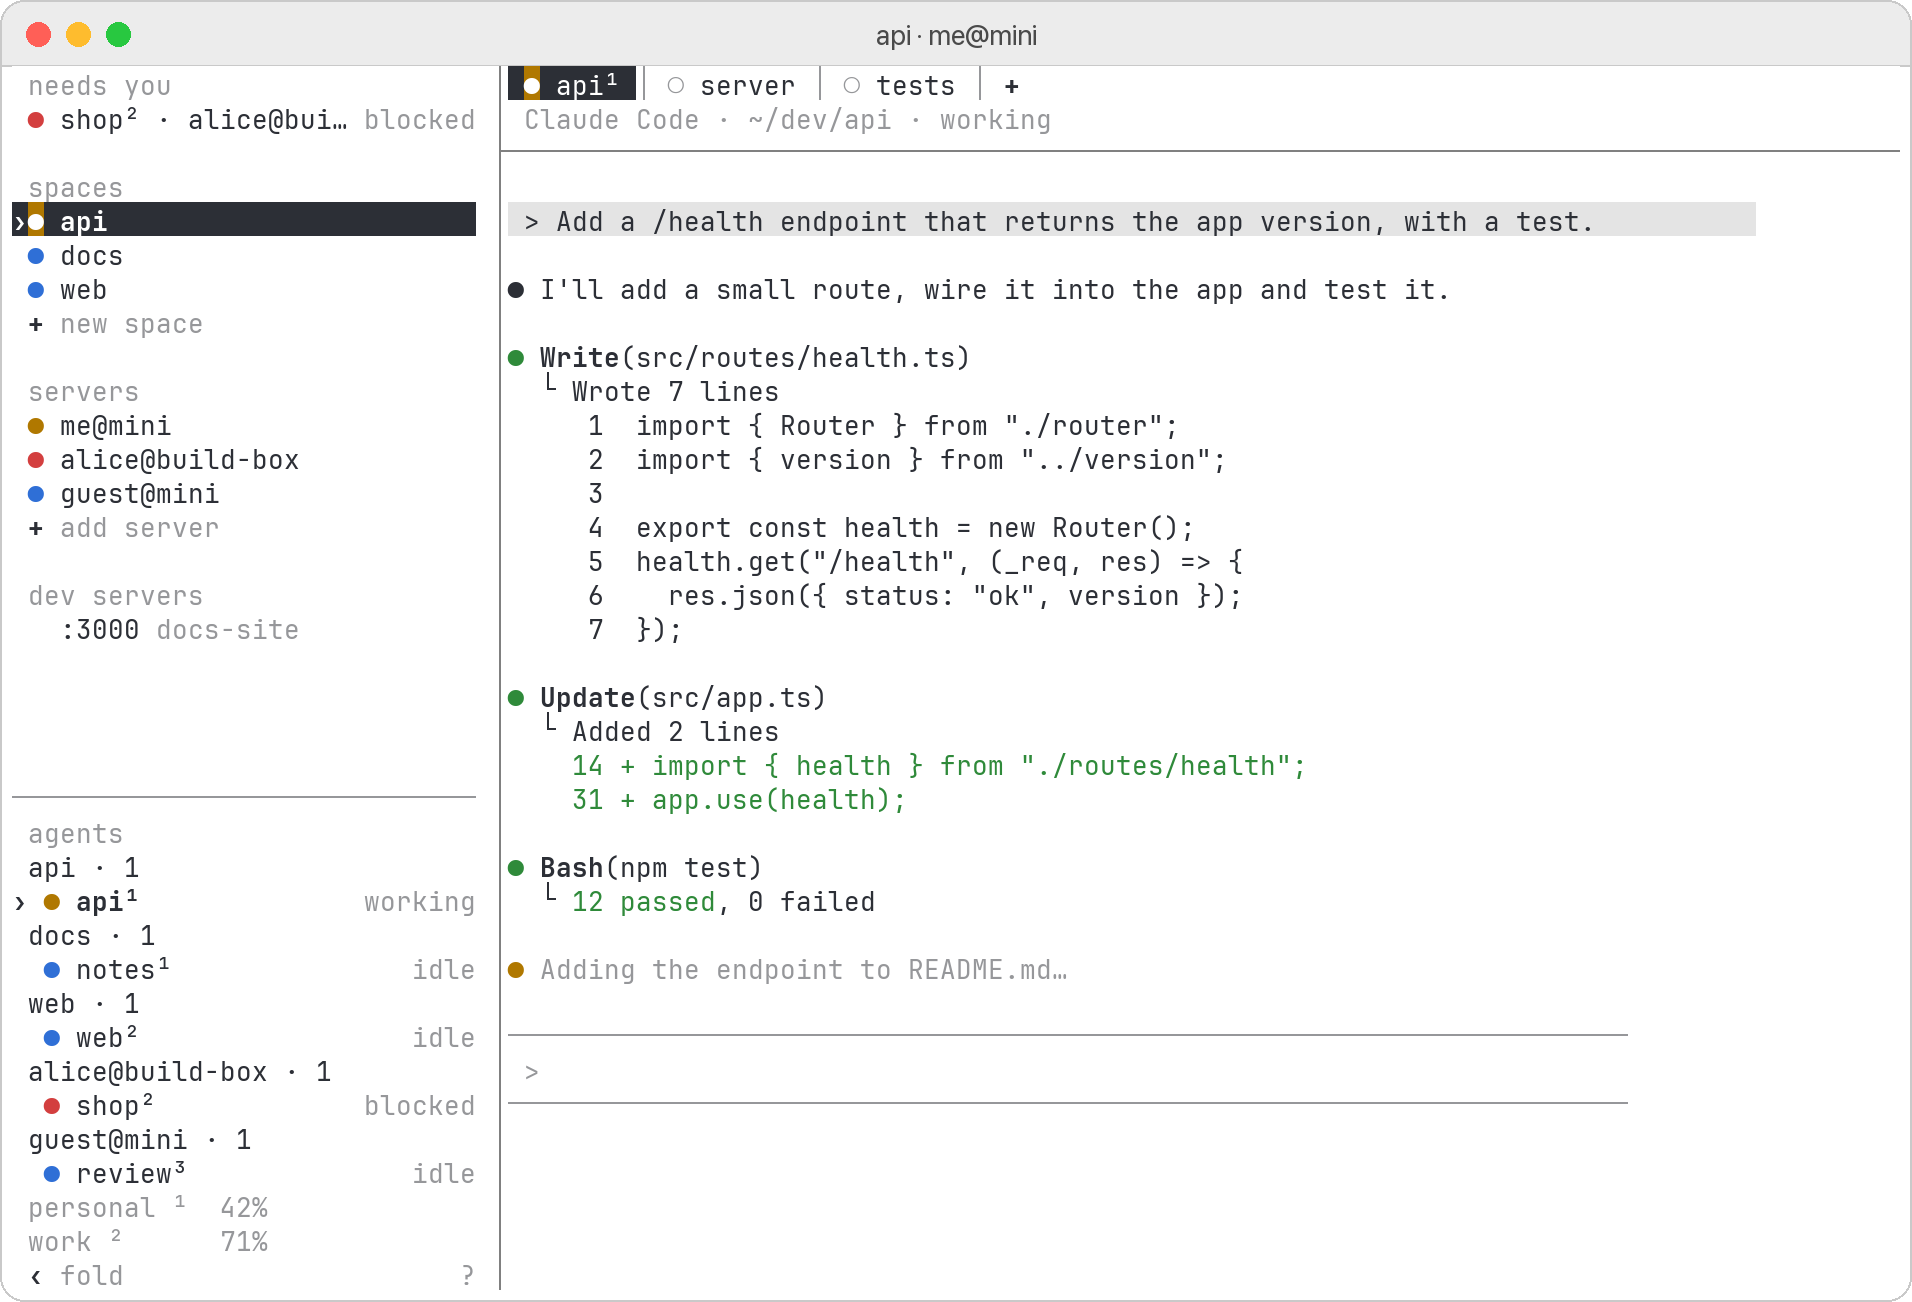 api · me@mini
needs you
● shop² · alice@bui… blocked
spaces
❯● api
● docs
● web
+ new space
servers
● me@mini
● alice@build-box
● guest@mini
+ add server
dev servers
:3000 docs-site
agents
api · 1
❯ ● api¹ working
docs · 1
● notes¹ idle
web · 1
● web² idle
alice@build-box · 1
● shop² blocked
guest@mini · 1
● review³ idle
personal ¹ 42%
work ² 71%
‹ fold ?
● api¹ │ ○ server │ ○ tests │ +
Claude Code · ~/dev/api · working
> Add a /health endpoint that returns the app version, with a test.
● I'll add a small route, wire it into the app and test it.
● Write(src/routes/health.ts)
└ Wrote 7 lines
1 import { Router } from "./router";
2 import { version } from "../version";
3
4 export const health = new Router();
5 health.get("/health", (_req, res) => {
6   res.json({ status: "ok", version });
7 });
● Update(src/app.ts)
└ Added 2 lines
14 + import { health } from "./routes/health";
31 + app.use(health);
● Bash(npm test)
└ 12 passed, 0 failed
● Adding the endpoint to README.md…
>